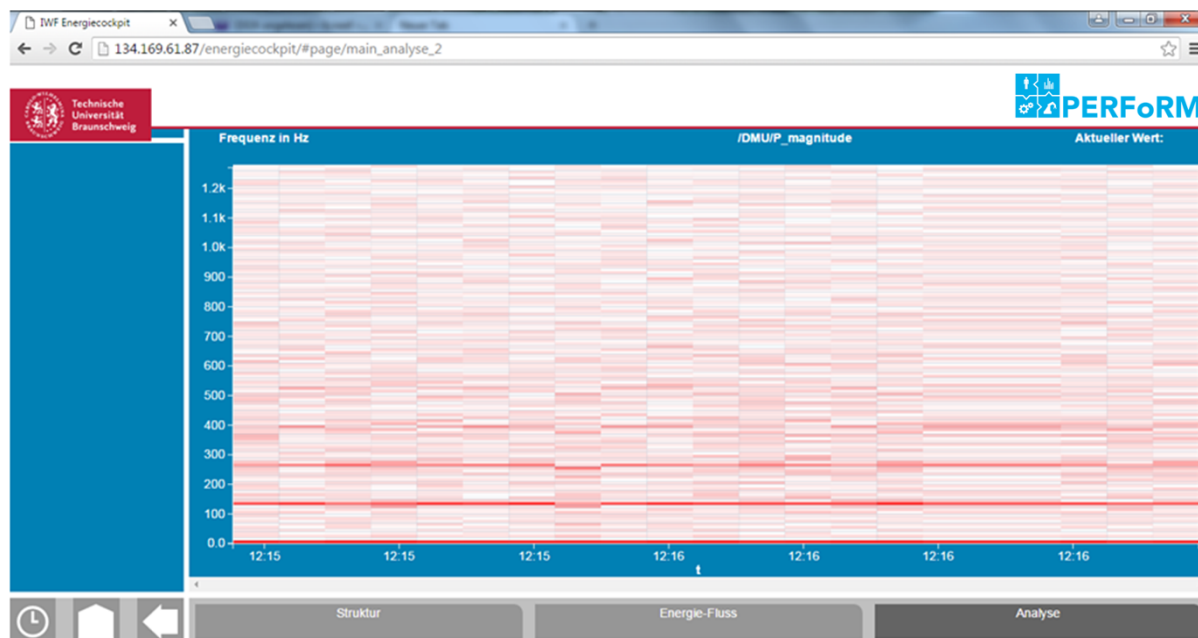 IWF Energiecockpit
134.169.61.87/energiecockpit/#page/main_analyse_2
Technische
Universität
Braunschweig
PERFoRM
Frequenz in Hz
/DMU/P_magnitude
Aktueller Wert:
1.2k
1.1k
1.0k
900
800
700
600
500
400
300
200
100
0.0
12:15
12:15
12:15
12:16
12:16
12:16
12:16
t
Struktur
Energie-Fluss
Analyse